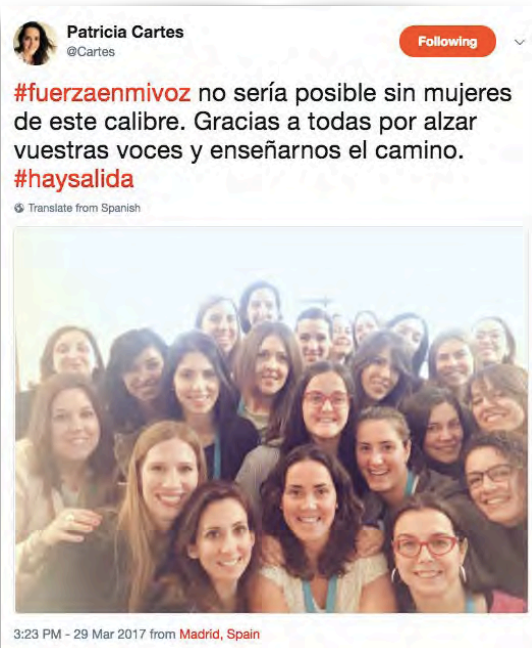 Patricia Cartes
@Cartes
Following
#fuerzaenmivoz no sería posible sin mujeres
de este calibre. Gracias a todas por alzar
vuestras voces y enseñarnos el camino.
#haysalida
Translate from Spanish
3:23 PM - 29 Mar 2017 from Madrid, Spain